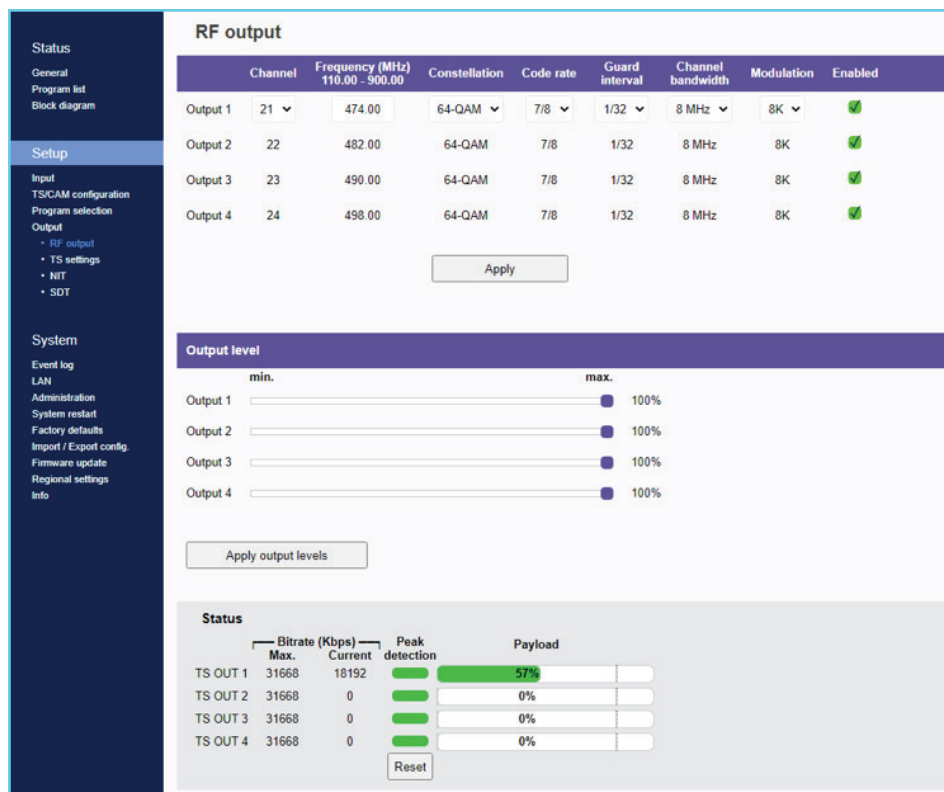 Status
General
Program list
Block diagram
Setup
Input
TS/CAM configuration
Program selection
Output
• RF output
• TS settings
• NIT
• SDT
System
Event log
LAN
Administration
System restart
Factory defaults
Import / Export config.
Firmware update
Regional settings
Info
RF output
Channel Frequency (MHz) 110.00 - 900.00 Constellation Code rate Guard interval Channel bandwidth Modulation Enabled
Output 1 21 474.00 64-QAM 7/8 1/32 8 MHz 8K
Output 2 22 482.00 64-QAM 7/8 1/32 8 MHz 8K
Output 3 23 490.00 64-QAM 7/8 1/32 8 MHz 8K
Output 4 24 498.00 64-QAM 7/8 1/32 8 MHz 8K
Apply
Output level
min. max.
Output 1 100%
Output 2 100%
Output 3 100%
Output 4 100%
Apply output levels
Status
Bitrate (Kbps) Peak detection Payload
Max. Current
TS OUT 1 31668 18192 57%
TS OUT 2 31668 0 0%
TS OUT 3 31668 0 0%
TS OUT 4 31668 0 0%
Reset